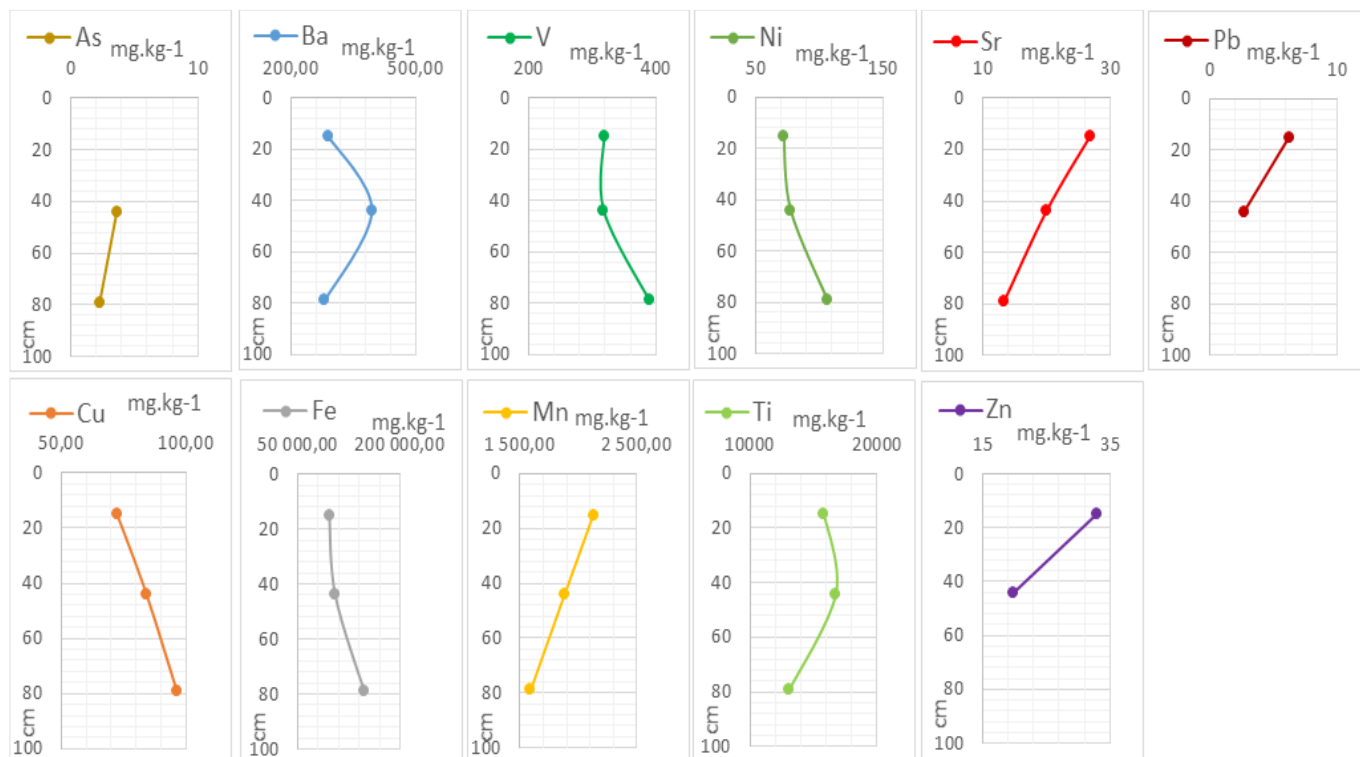 As
mg.kg-1
0 10
0
20
40
60
80
100
cm
Ba
mg.kg-1
200,00 500,00
0
20
40
60
80
100
cm
V
mg.kg-1
200 400
0
20
40
60
80
100
cm
Ni
mg.kg-1
50 150
0
20
40
60
80
100
cm
Sr
mg.kg-1
10 30
0
20
40
60
80
100
cm
Pb
mg.kg-1
0 10
0
20
40
60
80
100
cm
Cu
mg.kg-1
50,00 100,00
0
20
40
60
80
100
cm
Fe
mg.kg-1
50 000,00 200 000,00
0
20
40
60
80
100
cm
Mn mg.kg-1
1 500,00 2 500,00
0
20
40
60
80
100
cm
Ti
mg.kg-1
10000 20000
0
20
40
60
80
100
cm
Zn
mg.kg-1
15 35
0
20
40
60
80
100
cm